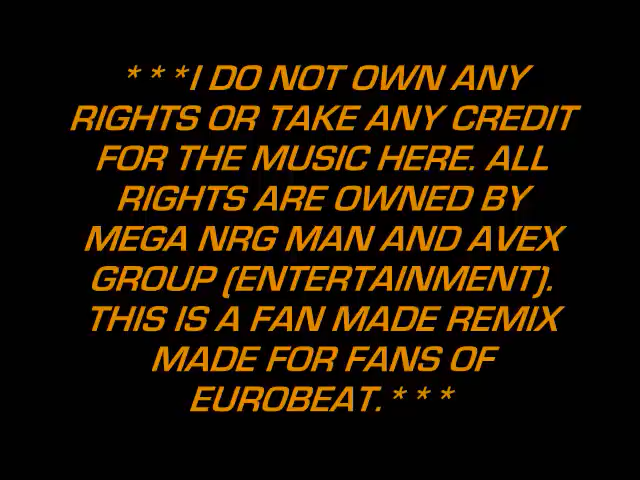 ***I DO NOT OWN ANY
RIGHTS OR TAKE ANY CREDIT
FOR THE MUSIC HERE. ALL
RIGHTS ARE OWNED BY
MEGA NRG MAN AND AVEX
GROUP (ENTERTAINMENT).
THIS IS A FAN MADE REMIX
MADE FOR FANS OF
EUROBEAT.***